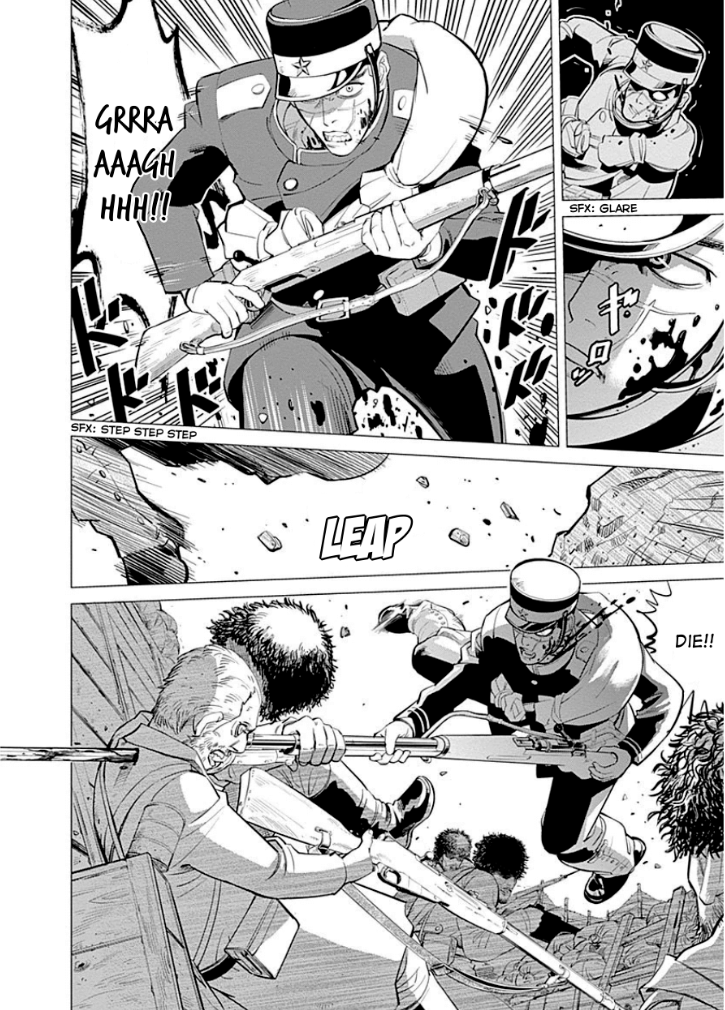 SFX: GLARE
ギ
ロ
GRRRA
AAAGH
HHH!!
ドドド
ドドド
SFX: STEP STEP STEP
LEAP
DIE!!